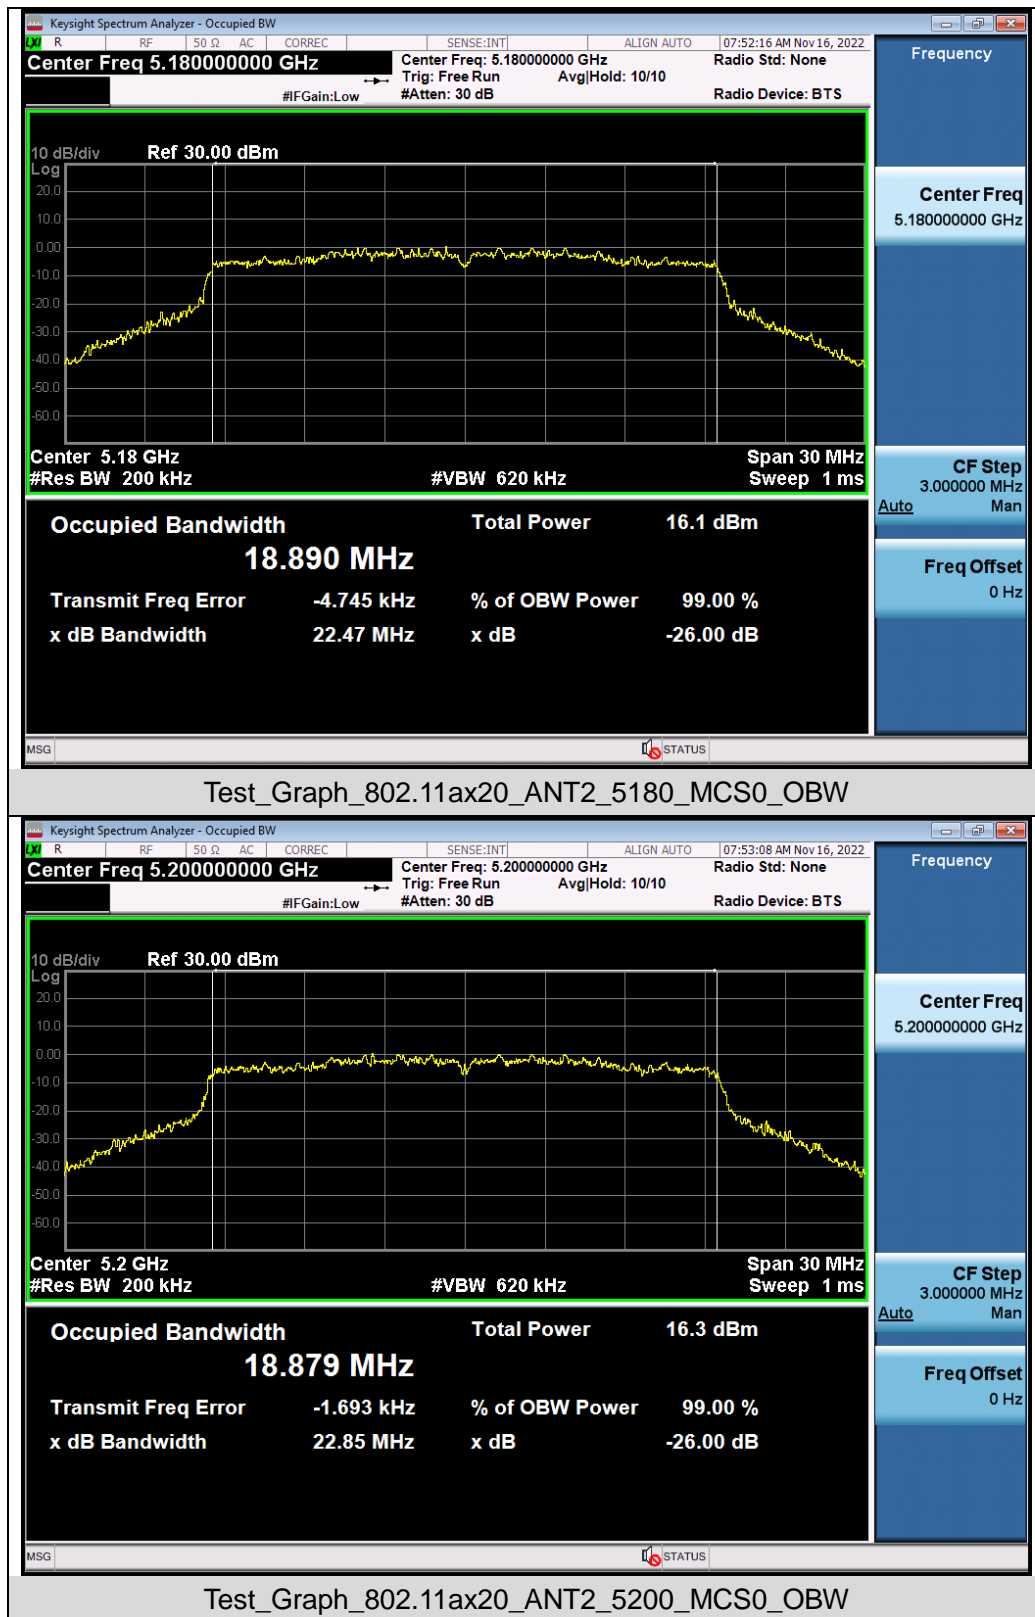 Keysight Spectrum Analyzer - Occupied BW
LXI R RF 50 Ω AC CORREC SENSE:INT ALIGN AUTO 07:52:16 AM Nov 16, 2022
Center Freq 5.180000000 GHz Center Freq: 5.180000000 GHz Radio Std: None
Trig: Free Run Avg|Hold: 10/10
#IFGain:Low #Atten: 30 dB Radio Device: BTS
Frequency
10 dB/div Ref 30.00 dBm
Log
20.0
10.0
0.00
-10.0
-20.0
-30.0
-40.0
-50.0
-60.0
Center 5.18 GHz Span 30 MHz
#Res BW 200 kHz #VBW 620 kHz Sweep 1 ms
Center Freq
5.180000000 GHz
CF Step
3.000000 MHz
Auto Man
Freq Offset
0 Hz
Occupied Bandwidth Total Power 16.1 dBm
18.890 MHz
Transmit Freq Error -4.745 kHz % of OBW Power 99.00 %
x dB Bandwidth 22.47 MHz x dB -26.00 dB
MSG STATUS
Test_Graph_802.11ax20_ANT2_5180_MCS0_OBW
Keysight Spectrum Analyzer - Occupied BW
LXI R RF 50 Ω AC CORREC SENSE:INT ALIGN AUTO 07:53:08 AM Nov 16, 2022
Center Freq 5.200000000 GHz Center Freq: 5.200000000 GHz Radio Std: None
Trig: Free Run Avg|Hold: 10/10
#IFGain:Low #Atten: 30 dB Radio Device: BTS
Frequency
10 dB/div Ref 30.00 dBm
Log
20.0
10.0
0.00
-10.0
-20.0
-30.0
-40.0
-50.0
-60.0
Center 5.2 GHz Span 30 MHz
#Res BW 200 kHz #VBW 620 kHz Sweep 1 ms
Center Freq
5.200000000 GHz
CF Step
3.000000 MHz
Auto Man
Freq Offset
0 Hz
Occupied Bandwidth Total Power 16.3 dBm
18.879 MHz
Transmit Freq Error -1.693 kHz % of OBW Power 99.00 %
x dB Bandwidth 22.85 MHz x dB -26.00 dB
MSG STATUS
Test_Graph_802.11ax20_ANT2_5200_MCS0_OBW